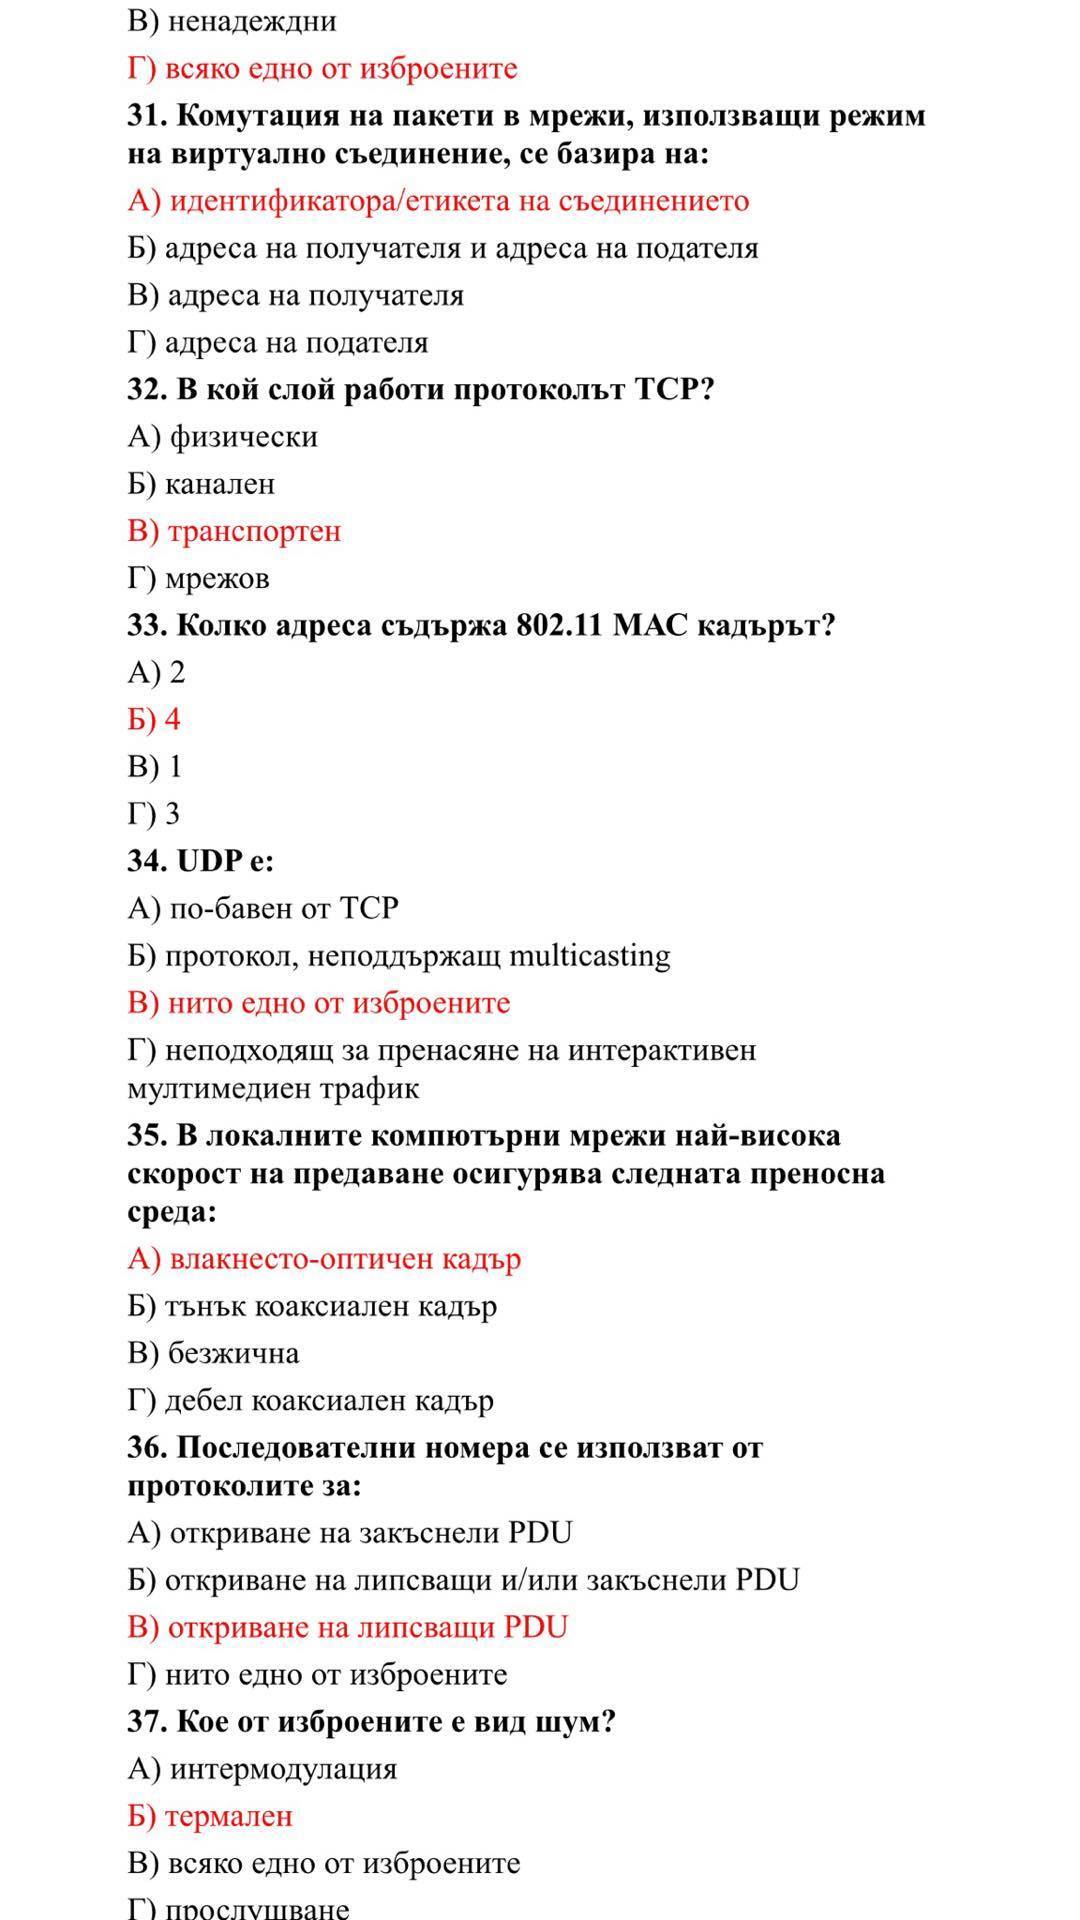 В) ненадеждни
Г) всяко едно от изброените
31. Комутация на пакети в мрежи, използващи режим
на виртуално съединение, се базира на:
А) идентификатора/етикета на съединението
Б) адреса на получателя и адреса на подателя
В) адреса на получателя
Г) адреса на подателя
32. В кой слой работи протоколът TCP?
А) физически
Б) канален
В) транспортен
Г) мрежов
33. Колко адреса съдържа 802.11 MAC кадърът?
А) 2
Б) 4
В) 1
Г) 3
34. UDP е:
А) по-бавен от TCP
Б) протокол, неподдържащ multicasting
В) нито едно от изброените
Г) неподходящ за пренасяне на интерактивен
мултимедиен трафик
35. В локалните компютърни мрежи най-висока
скорост на предаване осигурява следната преносна
среда:
А) влакнесто-оптичен кадър
Б) тънък коаксиален кадър
В) безжична
Г) дебел коаксиален кадър
36. Последователни номера се използват от
протоколите за:
А) откриване на закъснели PDU
Б) откриване на липсващи и/или закъснели PDU
В) откриване на липсващи PDU
Г) нито едно от изброените
37. Кое от изброените е вид шум?
А) интермодулация
Б) термален
В) всяко едно от изброените
Г) прослушване